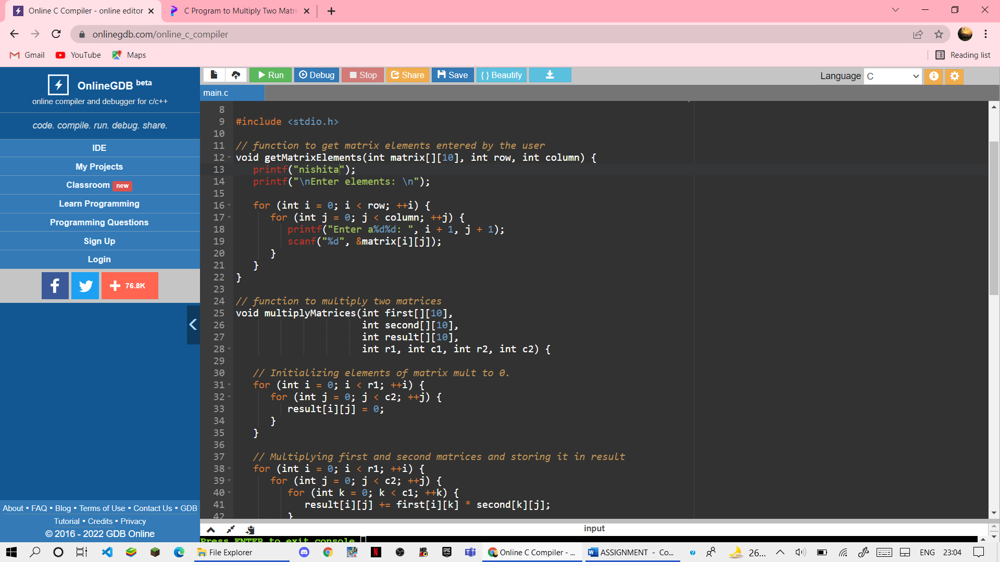 Online C Compiler - online editor
C Program to Multiply Two Matri
onlinegdb.com/online_c_compiler
Gmail YouTube Maps Reading list
OnlineGDB beta
online compiler and debugger for c/c++
code. compile. run. debug. share.
IDE
My Projects
Classroom new
Learn Programming
Programming Questions
Sign Up
Login
f + 76.8K
About • FAQ • Blog • Terms of Use • Contact Us • GDB
Tutorial • Credits • Privacy
© 2016 - 2022 GDB Online
Run Debug Stop Share Save { } Beautify Language C
main.c
8
9 #include <stdio.h>
10
11 // function to get matrix elements entered by the user
12 void getMatrixElements(int matrix[][10], int row, int column) {
13 printf("nishita");
14 printf("\nEnter elements: \n");
15
16 for (int i = 0; i < row; ++i) {
17 for (int j = 0; j < column; ++j) {
18 printf("Enter a%d%d: ", i + 1, j + 1);
19 scanf("%d", &matrix[i][j]);
20 }
21 }
22 }
23
24 // function to multiply two matrices
25 void multiplyMatrices(int first[][10],
26 int second[][10],
27 int result[][10],
28 int r1, int c1, int r2, int c2) {
29
30 // Initializing elements of matrix mult to 0.
31 for (int i = 0; i < r1; ++i) {
32 for (int j = 0; j < c2; ++j) {
33 result[i][j] = 0;
34 }
35 }
36
37 // Multiplying first and second matrices and storing it in result
38 for (int i = 0; i < r1; ++i) {
39 for (int j = 0; j < c2; ++j) {
40 for (int k = 0; k < c1; ++k) {
41 result[i][j] += first[i][k] * second[k][j];
42 }
input
Press ENTER to exit console.
File Explorer Online C Compiler - ... ASSIGNMENT - Co... 26... ENG 23:04